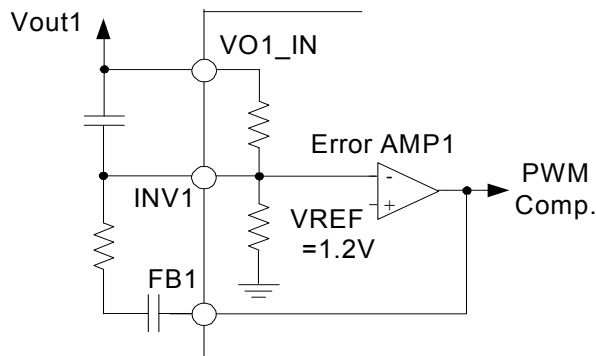 Vout1
VO1_IN
Error AMP1
-
+
PWM
Comp.
INV1
VREF
=1.2V
FB1